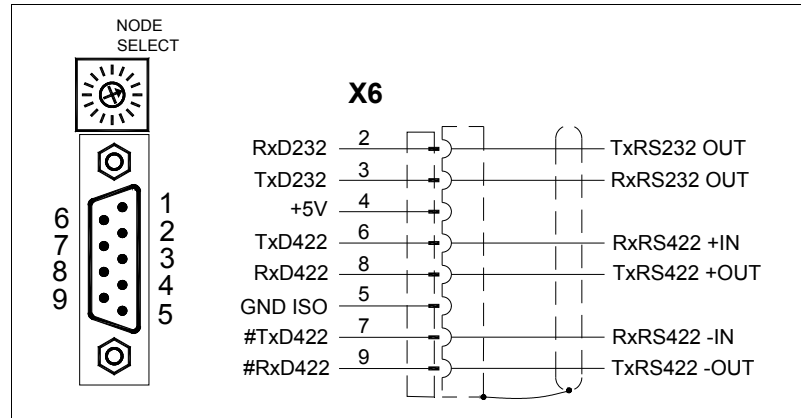 NODE
SELECT
X6
RxD232 2 TxRS232 OUT
TxD232 3 RxRS232 OUT
+5V 4
TxD422 6 RxRS422 +IN
RxD422 8 TxRS422 +OUT
GND ISO 5
#TxD422 7 RxRS422 -IN
#RxD422 9 TxRS422 -OUT
1
6
2
7
3
8
4
9
5